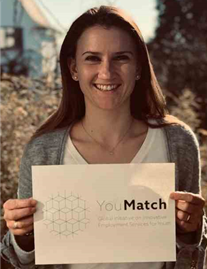 YouMatch
Global Initiative on Innovative
Employment Services for Youth